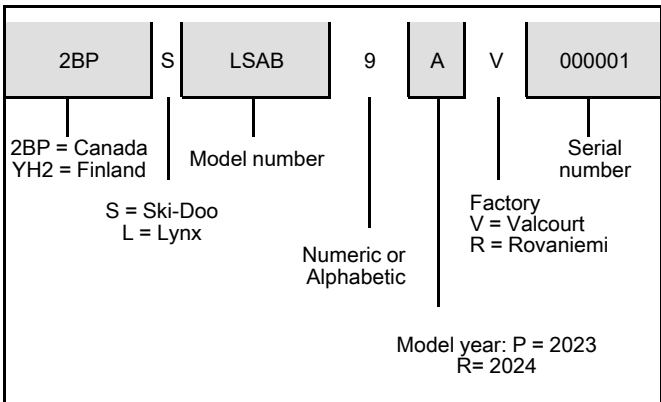 2BP S LSAB 9 A V 000001
2BP = Canada
YH2 = Finland
Model number
Serial
number
S = Ski-Doo
L = Lynx
Factory
V = Valcourt
R = Rovaniemi
Numeric or
Alphabetic
Model year: P = 2023
R= 2024